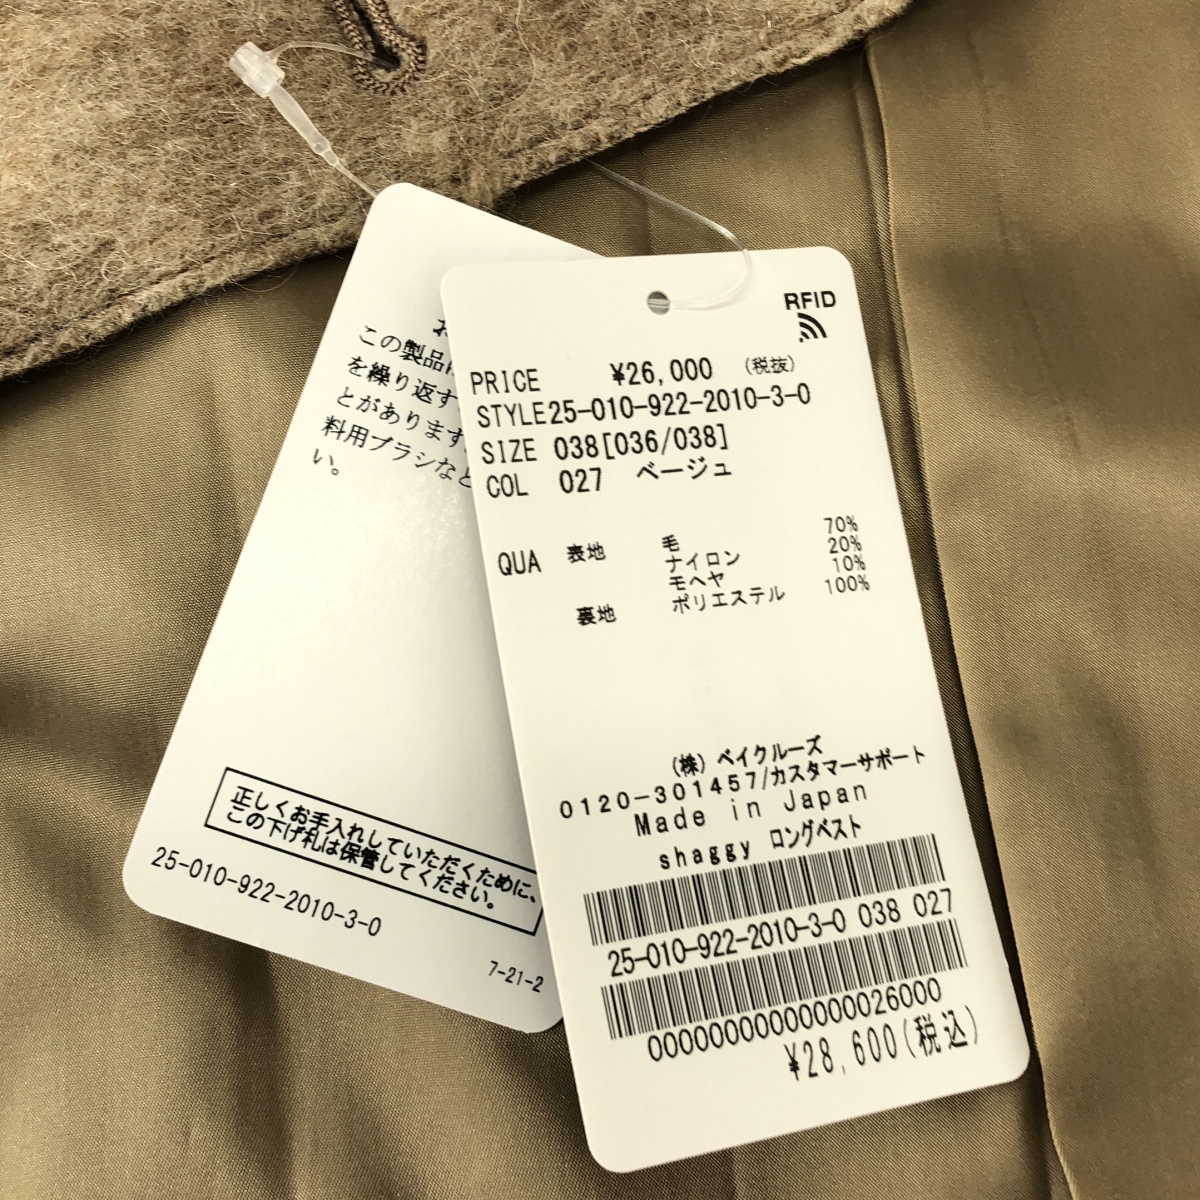 この製品
を繰り返す
とがあります
料用ブラシなど
い。
正しくお手入れしていただくために、
この下げ札は保管してください。
25-010-922-2010-3-0
7-21-2
RFID
PRICE ¥26,000 (税抜)
STYLE25-010-922-2010-3-0
SIZE 038[036/038]
COL 027 ベージュ
QUA 表地 毛 70%
ナイロン 20%
モヘヤ 10%
裏地 ポリエステル 100%
(株) ベイクルーズ
0120-301457/カスタマーサポート
Made in Japan
shaggy ロングベスト
25-010-922-2010-3-0 038 027
00000000000000026000
¥28,600(税込)